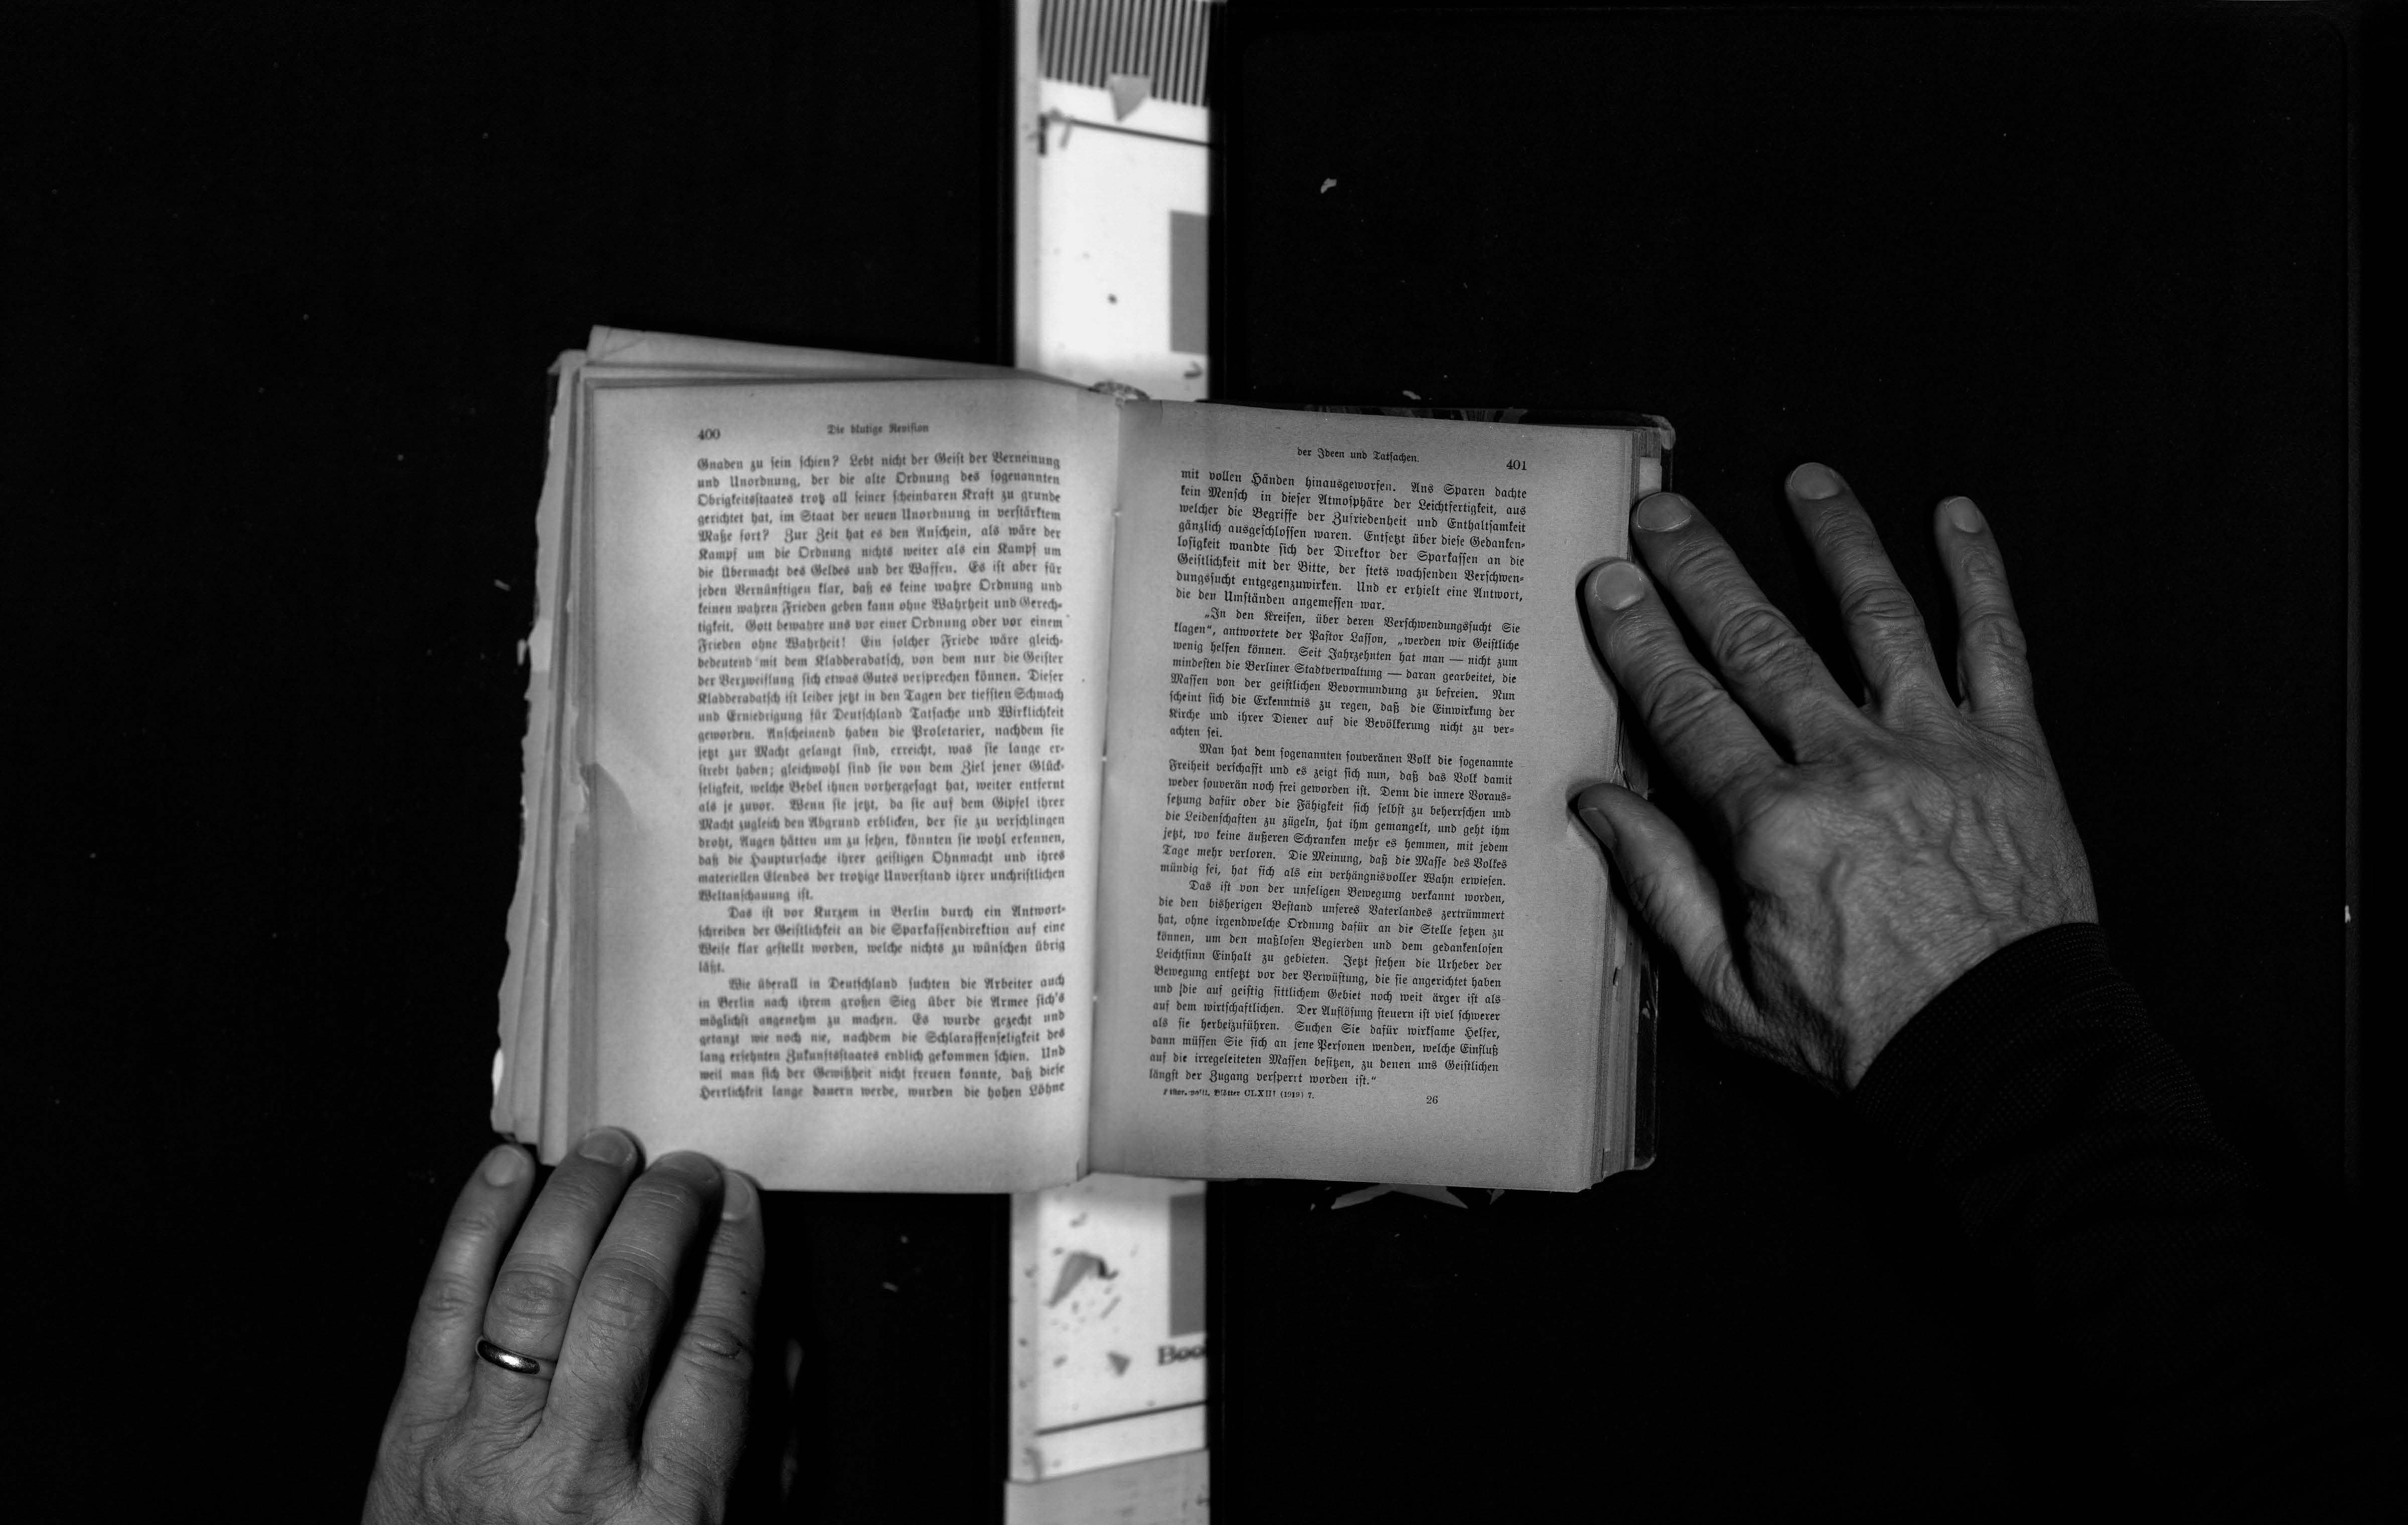 400
Die blutige Revision
Gnaden zu sein schien? Lebt nicht der Geist der Verneinung
und Unordnung, der die alte Ordnung des sogenannten
Obrigkeitsstaates trotz all seiner scheinbaren Kraft zu grunde
gerichtet hat, im Staat der neuen Unordnung in verstärktem
Maße fort? Zur Zeit hat es den Anschein, als wäre der
Kampf um die Ordnung nichts weiter als ein Kampf um
die Übermacht des Geldes und der Waffen. Es ist aber für
jeden Vernünftigen klar, daß es keine wahre Ordnung und
keinen wahren Frieden geben kann ohne Wahrheit und Gerech-
tigkeit. Gott bewahre uns vor einer Ordnung oder vor einem
Frieden ohne Wahrheit! Ein solcher Friede wäre gleich-
bedeutend mit dem Kladderadatsch, von dem nur die Geister
der Verzweiflung sich etwas Gutes versprechen können. Dieser
Kladderadatsch ist leider jetzt in den Tagen der tiefsten Schmach
und Erniedrigung für Deutschland Tatsache und Wirklichkeit
geworden. Anscheinend haben die Proletarier, nachdem sie
jetzt zur Macht gelangt sind, erreicht, was sie lange er-
strebt haben; gleichwohl sind sie von dem Ziel jener Glück-
seligkeit, welche Bebel ihnen vorhergesagt hat, weiter entfernt
als je zuvor. Wenn sie jetzt, da sie auf dem Gipfel ihrer
Macht zugleich den Abgrund erblicken, der sie zu verschlingen
droht, Augen hätten um zu sehen, könnten sie wohl erkennen,
daß die Hauptursache ihrer geistigen Ohnmacht und ihres
materiellen Elendes der trotzige Unverstand ihrer unchristlichen
Weltanschauung ist.
Das ist vor Kurzem in Berlin durch ein Antwort-
schreiben der Geistlichkeit an die Sparkassendirektion auf eine
Weise klar gestellt worden, welche nichts zu wünschen übrig
läßt.
Wie überall in Deutschland suchten die Arbeiter auch
in Berlin nach ihrem großen Sieg über die Armee sich's
möglichst angenehm zu machen. Es wurde gezecht und
getanzt wie noch nie, nachdem die Schlaraffenseligkeit des
lang ersehnten Zukunftsstaates endlich gekommen schien. Und
weil man sich der Gewißheit nicht freuen konnte, daß diese
Herrlichkeit lange dauern werde, wurden die hohen Löhne
der Ideen und Tatsachen.
401
mit vollen Händen hinausgeworfen. Ans Sparen dachte
kein Mensch in dieser Atmosphäre der Leichtfertigkeit, aus
welcher die Begriffe der Zufriedenheit und Enthaltsamkeit
gänzlich ausgeschlossen waren. Entsetzt über diese Gedanken-
losigkeit wandte sich der Direktor der Sparkassen an die
Geistlichkeit mit der Bitte, der stets wachsenden Verschwen-
dungssucht entgegenzuwirken. Und er erhielt eine Antwort,
die den Umständen angemessen war.
„In den Kreisen, über deren Verschwendungssucht Sie
klagen“, antwortete der Pastor Lasson, „werden wir Geistliche
wenig helfen können. Seit Jahrzehnten hat man — nicht zum
mindesten die Berliner Stadtverwaltung — daran gearbeitet, die
Massen von der geistlichen Bevormundung zu befreien. Nun
scheint sich die Erkenntnis zu regen, daß die Einwirkung der
Kirche und ihrer Diener auf die Bevölkerung nicht zu ver-
achten sei.
Man hat dem sogenannten souveränen Volk die sogenannte
Freiheit verschafft und es zeigt sich nun, daß das Volk damit
weder souverän noch frei geworden ist. Denn die innere Voraus-
setzung dafür oder die Fähigkeit sich selbst zu beherrschen und
die Leidenschaften zu zügeln, hat ihm gemangelt, und geht ihm
jetzt, wo keine äußeren Schranken mehr es hemmen, mit jedem
Tage mehr verloren. Die Meinung, daß die Masse des Volkes
mündig sei, hat sich als ein verhängnisvoller Wahn erwiesen.
Das ist von der unseligen Bewegung verkannt worden,
die den bisherigen Bestand unseres Vaterlandes zertrümmert
hat, ohne irgendwelche Ordnung dafür an die Stelle setzen zu
können, um den maßlosen Begierden und dem gedankenlosen
Leichtsinn Einhalt zu gebieten. Jetzt stehen die Urheber der
Bewegung entsetzt vor der Verwüstung, die sie angerichtet haben
und die auf geistig sittlichem Gebiet noch weit ärger ist als
auf dem wirtschaftlichen. Der Auflösung steuern ist viel schwerer
als sie herbeizuführen. Suchen Sie dafür wirksame Helfer,
dann müssen Sie sich an jene Personen wenden, welche Einfluß
auf die irregeleiteten Massen besitzen, zu denen uns Geistlichen
längst der Zugang versperrt worden ist.“
Blätter CLXIII (1919) 7.
26
Boo